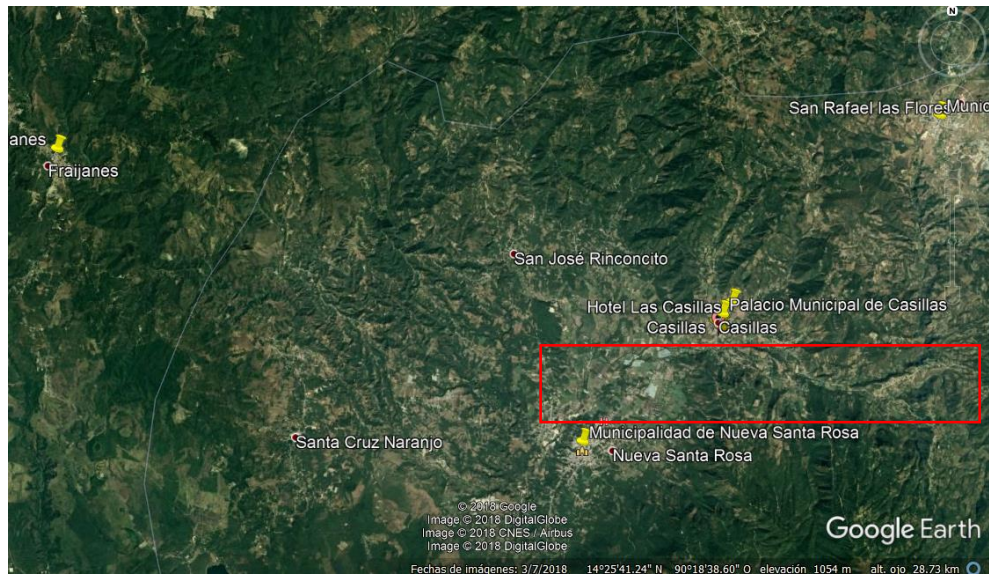 N
San Rafael las Flores Munic
anes
Fraijanes
San José Rinconcito
Hotel Las Casillas Palacio Municipal de Casillas
Casillas Casillas
Municipalidad de Nueva Santa Rosa
Santa Cruz Naranjo
Nueva Santa Rosa
© 2018 Google
Image © 2018 DigitalGlobe
Image © 2018 CNES / Airbus
Image © 2018 DigitalGlobe
Google Earth
Fechas de imágenes: 3/7/2018 14°25'41.24" N 90°18'38.60" O elevación 1054 m alt. ojo 28.73 km